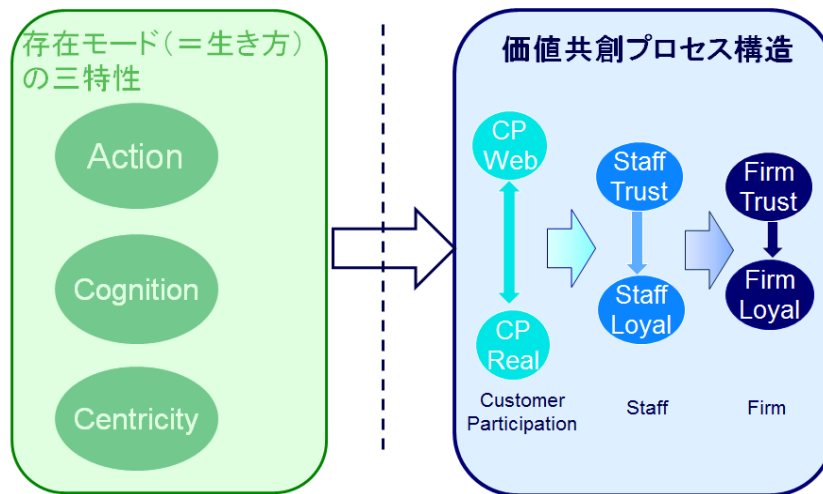 存在モード(=生き方)
の三特性
Action
Cognition
Centricity
価値共創プロセス構造
CP
Web
CP
Real
Customer
Participation
Staff
Trust
Staff
Loyal
Staff
Firm
Trust
Firm
Loyal
Firm